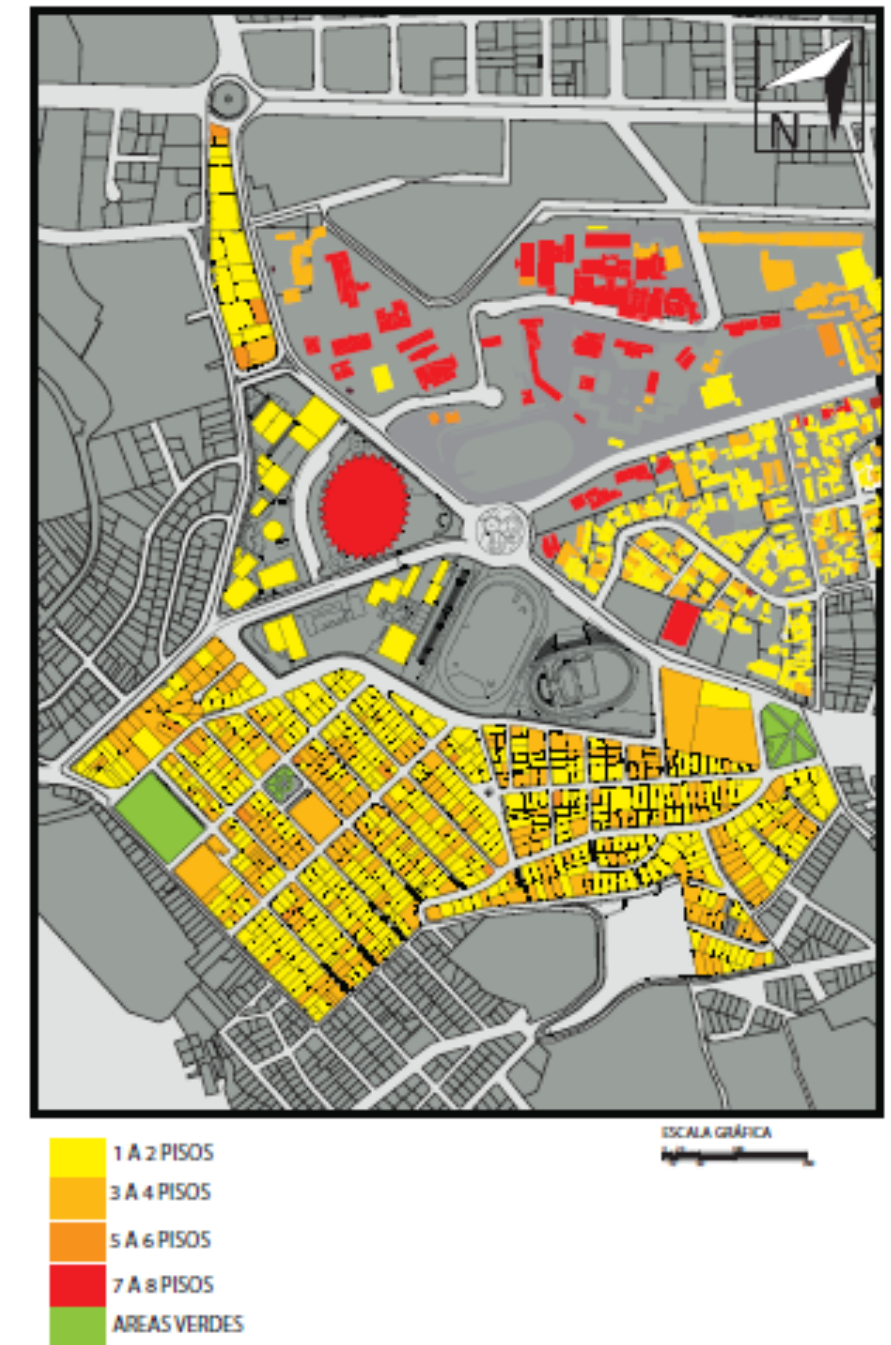 N
ESCALA GRÁFICA
1 A 2 PISOS
3 A 4 PISOS
5 A 6 PISOS
7 A 8 PISOS
AREAS VERDES